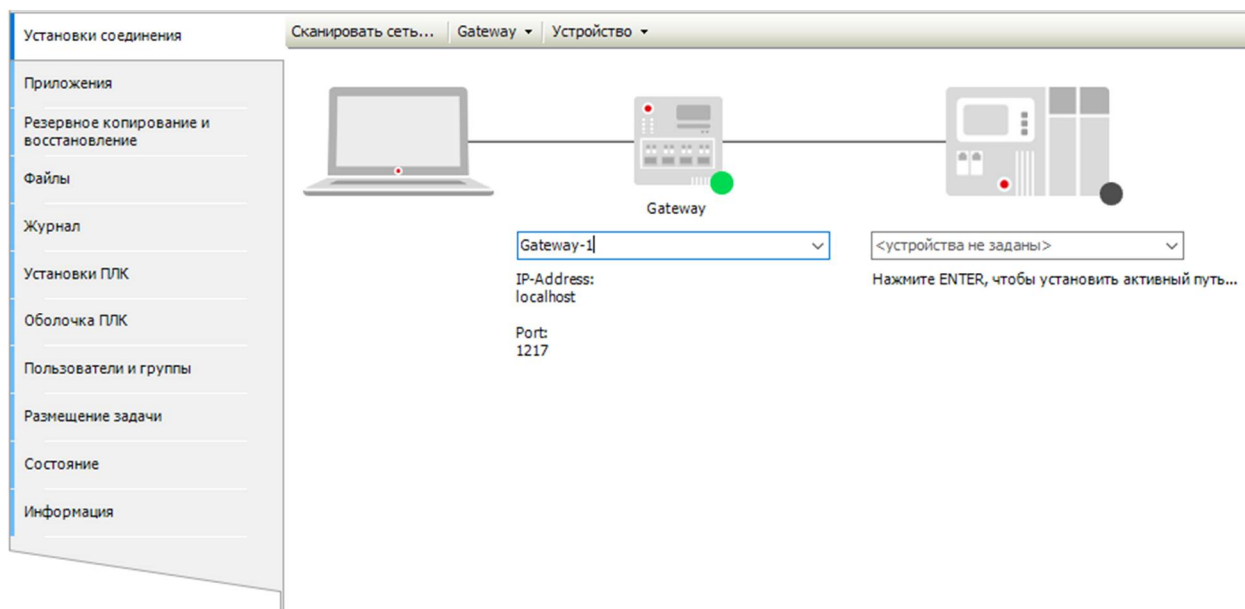 Установки соединения
Приложения
Резервное копирование и
восстановление
Файлы
Журнал
Установки ПЛК
Оболочка ПЛК
Пользователи и группы
Размещение задачи
Состояние
Информация
Сканировать сеть... Gateway Устройство
Gateway
Gateway-1
IP-Address:
localhost
Port:
1217
<устройства не заданы>
Нажмите ENTER, чтобы установить активный путь...